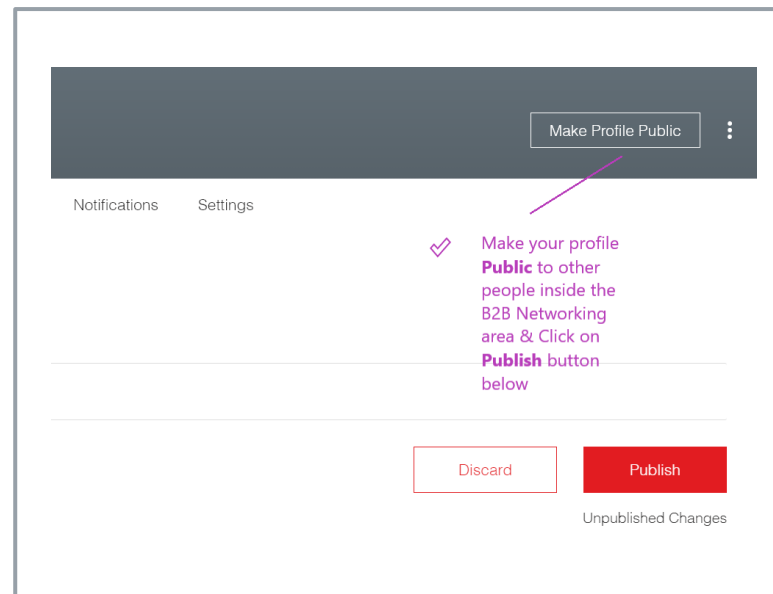 Make Profile Public
Notifications Settings
Make your profile
Public to other
people inside the
B2B Networking
area & Click on
Publish button
below
Discard Publish
Unpublished Changes